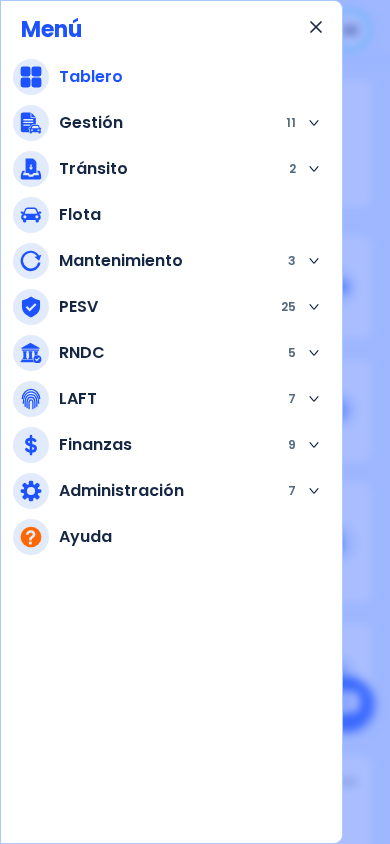 Menú
Tablero
Gestión 11
Tránsito 2
Flota
Mantenimiento 3
PESV 25
RNDC 5
LAFT 7
Finanzas 9
Administración 7
Ayuda